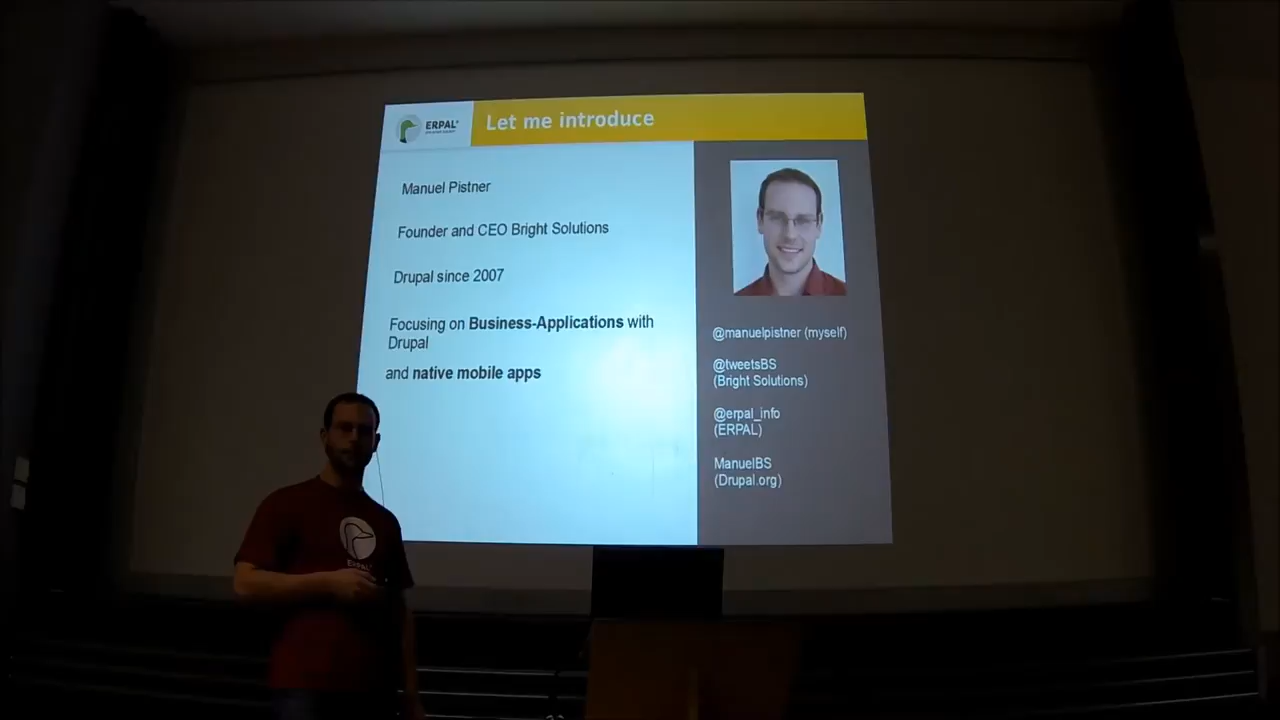 ERPAL®
Let me introduce
Manuel Pistner
Founder and CEO Bright Solutions
Drupal since 2007
Focusing on Business-Applications with
Drupal
and native mobile apps
@manuelpistner (myself)
@tweetsBS
(Bright Solutions)
@erpal_info
(ERPAL)
ManuelBS
(Drupal.org)
ERPAL®